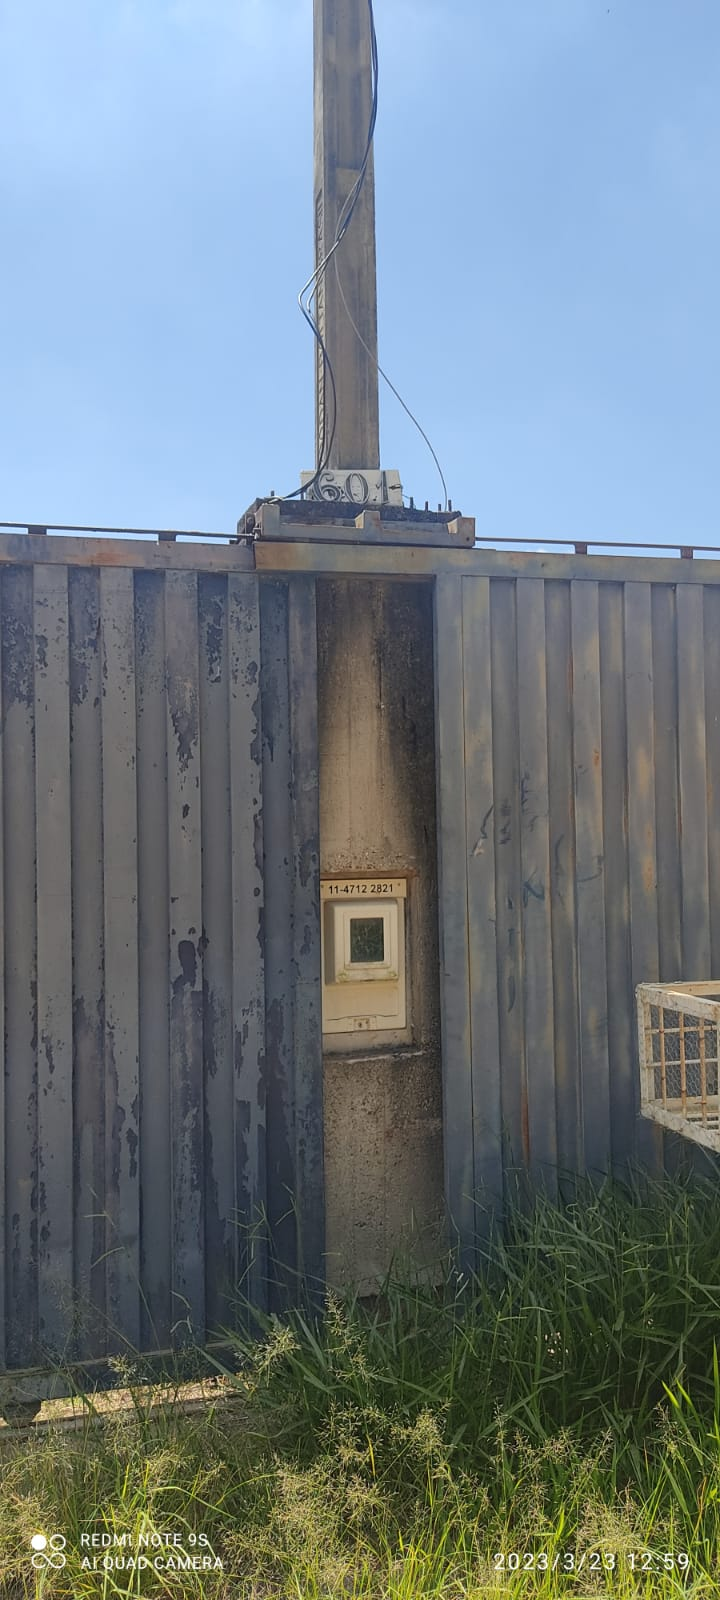 601
11-4712 2821
REDMI NOTE 9S
AI QUAD CAMERA
2023/3/23 12:59